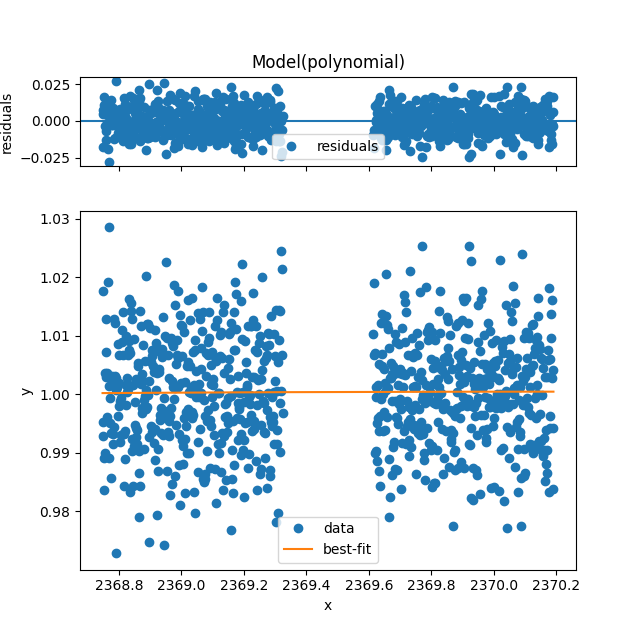 Model(polynomial)
0.025
0.000
−0.025
residuals
residuals
1.03
1.02
1.01
1.00
0.99
0.98
y
data
best-fit
2368.8 2369.0 2369.2 2369.4 2369.6 2369.8 2370.0 2370.2
x